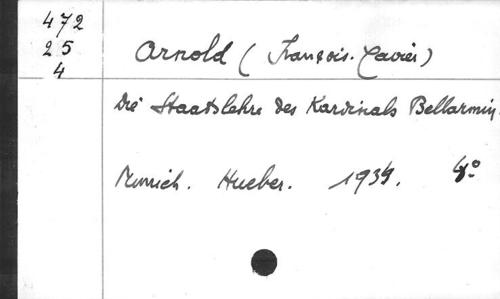 472
25
4
Arnold (François-Xavier)
Die Staatslehre des Kardinals Bellarmin.
Munich. Hueber. 1934. 8°